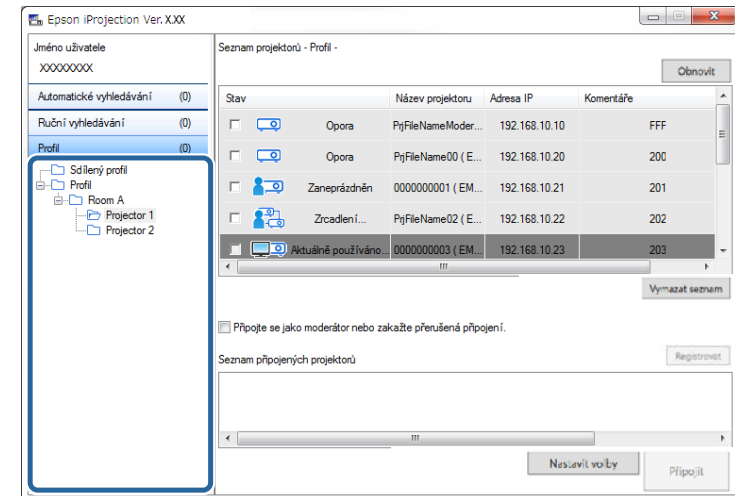 Epson iProjection Ver. X.XX
Jméno uživatele
XXXXXXXX
Automatické vyhledávání (0)
Ruční vyhledávání (0)
Profil (0)
Sdílený profil
Profil
Room A
Projector 1
Projector 2
Seznam projektorů - Profil -
Obnovit
Stav Název projektoru Adresa IP Komentáře
Opora PrjFileNameModer... 192.168.10.10 FFF
Opora PrjFileName00 ( E... 192.168.10.20 200
Zaneprázdněn 0000000001 ( EM... 192.168.10.21 201
Zrcadlení... PrjFileName02 ( E... 192.168.10.22 202
Aktuálně používáno... 0000000003 ( EM... 192.168.10.23 203
Vymazat seznam
Připojte se jako moderátor nebo zakažte přerušená připojení.
Seznam připojených projektorů
Registrovat
Nastavit volby
Připojit